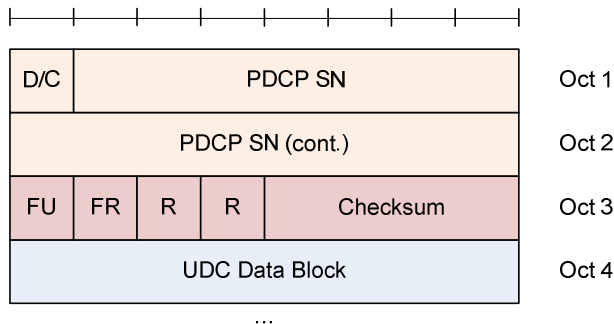 D/C PDCP SN Oct 1
PDCP SN (cont.) Oct 2
FU FR R R Checksum Oct 3
UDC Data Block Oct 4
...